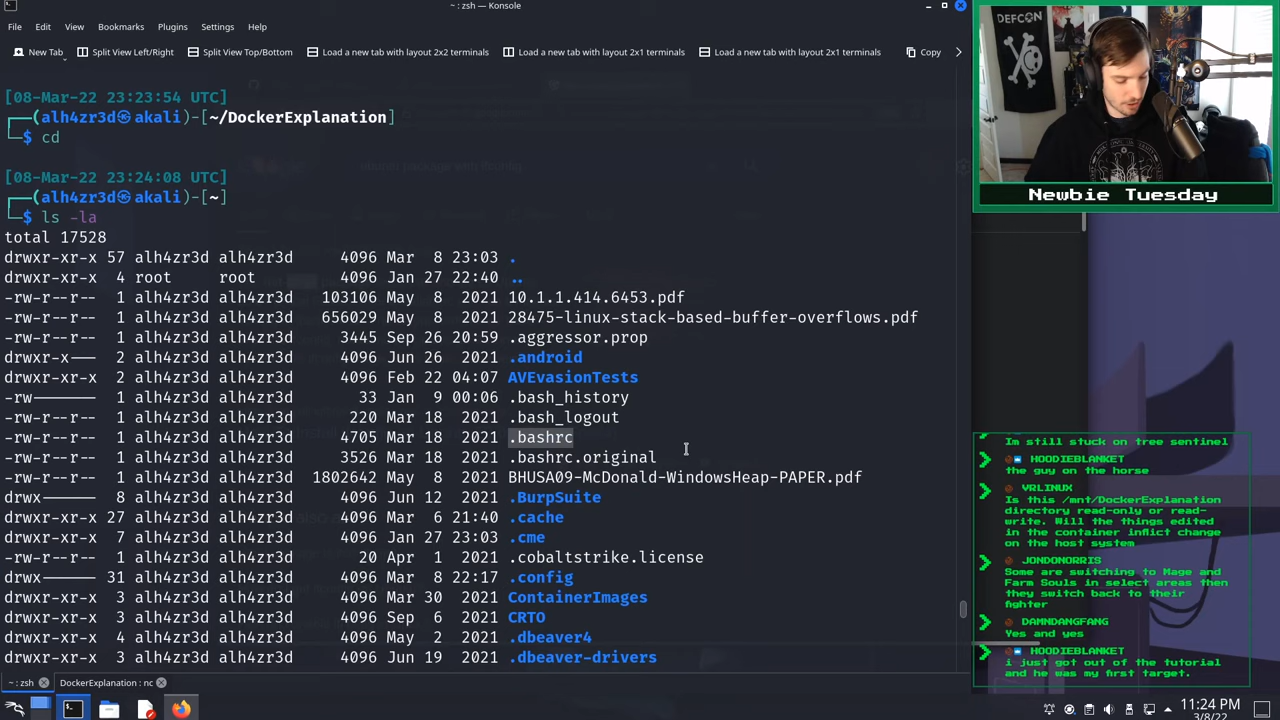 ~ : zsh — Konsole
File Edit View Bookmarks Plugins Settings Help
New Tab Split View Left/Right Split View Top/Bottom Load a new tab with layout 2x2 terminals Load a new tab with layout 2x1 terminals Load a new tab with layout 2x1 terminals Copy
[08-Mar-22 23:23:54 UTC]
┌──(alh4zr3d㉿akali)-[~/DockerExplanation]
└─$ cd
[08-Mar-22 23:24:08 UTC]
┌──(alh4zr3d㉿akali)-[~]
└─$ ls -la
total 17528
drwxr-xr-x 57 alh4zr3d alh4zr3d 4096 Mar 8 23:03 .
drwxr-xr-x 4 root root 4096 Jan 27 22:40 ..
-rw-r--r-- 1 alh4zr3d alh4zr3d 103106 May 8 2021 10.1.1.414.6453.pdf
-rw-r--r-- 1 alh4zr3d alh4zr3d 656029 May 8 2021 28475-linux-stack-based-buffer-overflows.pdf
-rw-r--r-- 1 alh4zr3d alh4zr3d 3445 Sep 26 20:59 .aggressor.prop
drwxr-x--- 2 alh4zr3d alh4zr3d 4096 Jun 26 2021 .android
drwxr-xr-x 2 alh4zr3d alh4zr3d 4096 Feb 22 04:07 AVEvasionTests
-rw------- 1 alh4zr3d alh4zr3d 33 Jan 9 00:06 .bash_history
-rw-r--r-- 1 alh4zr3d alh4zr3d 220 Mar 18 2021 .bash_logout
-rw-r--r-- 1 alh4zr3d alh4zr3d 4705 Mar 18 2021 .bashrc
-rw-r--r-- 1 alh4zr3d alh4zr3d 3526 Mar 18 2021 .bashrc.original
-rw-r--r-- 1 alh4zr3d alh4zr3d May 2021 BHUSA09-McDonald-WindowsHeap-PAPER.pdf
drwx------ 8 alh4zr3d alh4zr3d 4096 Jun 12 2021 .BurpSuite
drwxr-xr-x 27 alh4zr3d alh4zr3d 4096 Mar 6 21:40 .cache
drwxr-xr-x 7 alh4zr3d alh4zr3d 4096 Jan 27 23:03 .cme
-rw-r--r-- 1 alh4zr3d alh4zr3d Apr 1 2021 .cobaltstrike.license
drwx------ 31 alh4zr3d alh4zr3d 4096 Mar 22:17 .config
drwxr-xr-x 3 alh4zr3d alh4zr3d 4096 Mar 30 2021 ContainerImages
drwxr-xr-x 3 alh4zr3d alh4zr3d 4096 Sep 6 2021 CRTO
drwxr-xr-x 4 alh4zr3d alh4zr3d 4096 May 2 2021 .dbeaver4
drwxr-xr-x 3 alh4zr3d alh4zr3d 4096 Jun 19 2021 .dbeaver-drivers
~ : zsh DockerExplanation : nc
DEFCON
Newbie Tuesday
Im still stuck on tree sentinel
HOODIEBLANKET
the guy on the horse
VRLINUX
Is this /mnt/DockerExplanation
directory read-only or read-
write. Will the things edited
in the container inflict change
on the host system
JONDONORRIS
Some are switching to Mage and
Farm Souls in select areas then
they switch back to their
fighter
DAMNDANGFANG
Yes and yes
HOODIEBLANKET
i just got out of the tutorial
and he was my first target.
11:24 PM
3/8/22